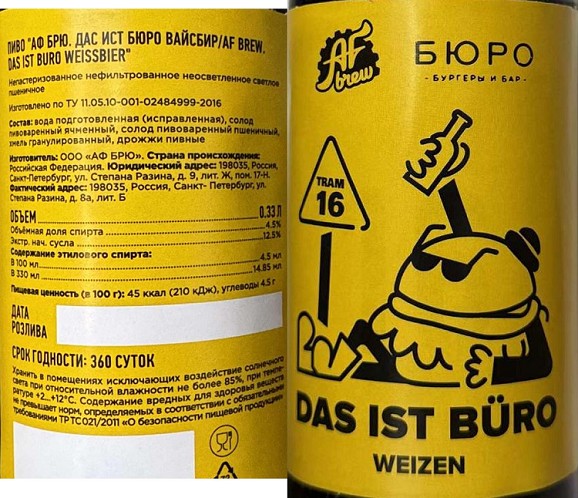 ПИВО "АФ БРЮ. ДАС ИСТ БЮРО ВАЙСБИР/AF BREW.
DAS IST BURO WEISSBIER"
Непастеризованное нефильтрованное неосветленное светлое
пшеничное
Изготовлено по ТУ 11.05.10-001-02484999-2016
Состав: вода подготовленная (исправленная), солод
пивоваренный ячменный, солод пивоваренный пшеничный,
хмель гранулированный, дрожжи пивные
Изготовитель: ООО «АФ БРЮ». Страна происхождения:
Российская Федерация. Юридический адрес: 198035, Россия,
Санкт-Петербург, ул. Степана Разина, д. 9, лит. Ж, пом. 17-Н.
Фактический адрес: 198035, Россия, Санкт- Петербург, ул.
Степана Разина, д. 8а, лит. Б
ОБЪЕМ 0.33 Л
Объёмная доля спирта 4.5%
Экстр. нач. сусла 12.5%
Содержание этилового спирта:
В 100 мл 4.5 мл
В 330 мл 14.85 мл
Пищевая ценность (в 100 г): 45 ккал (210 кДж), углеводы 4.5 г
ДАТА
РОЗЛИВА
СРОК ГОДНОСТИ: 360 СУТОК
Хранить в помещениях исключающих воздействие солнечного
света при относительной влажности не более 85%, при темпе-
ратуре +2...+12°С. Содержание вредных для здоровья веществ
не превышает норм, определяемых в соответствии с обязательными
требованиями ТР ТС 021/2011 «О безопасности пищевой продукции»
AF
brew
БЮРО
- БУРГЕРЫ И БАР -
TRAM
16
DAS IST BÜRO
WEIZEN